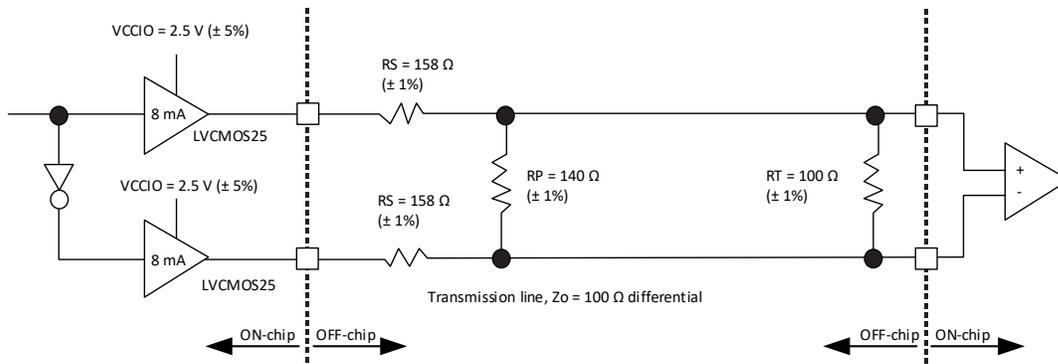 VCCIO = 2.5 V (± 5%)
RS = 158 Ω
(± 1%)
8 mA
LVCMOS25
VCCIO = 2.5 V (± 5%)
RP = 140 Ω
(± 1%)
RT = 100 Ω
(± 1%)
+
-
RS = 158 Ω
(± 1%)
8 mA
LVCMOS25
Transmission line, Zo = 100 Ω differential
ON-chip
OFF-chip
OFF-chip
ON-chip